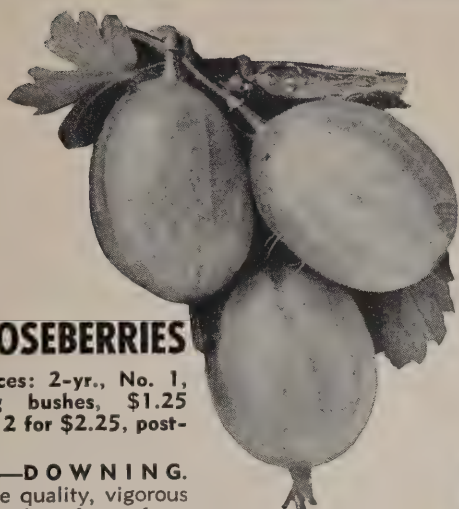 OSEBERRIES
ces: 2-yr., No. 1,
bushes, $1.25
2 for $2.25, post-
—DOWNING.
e quality, vigorous